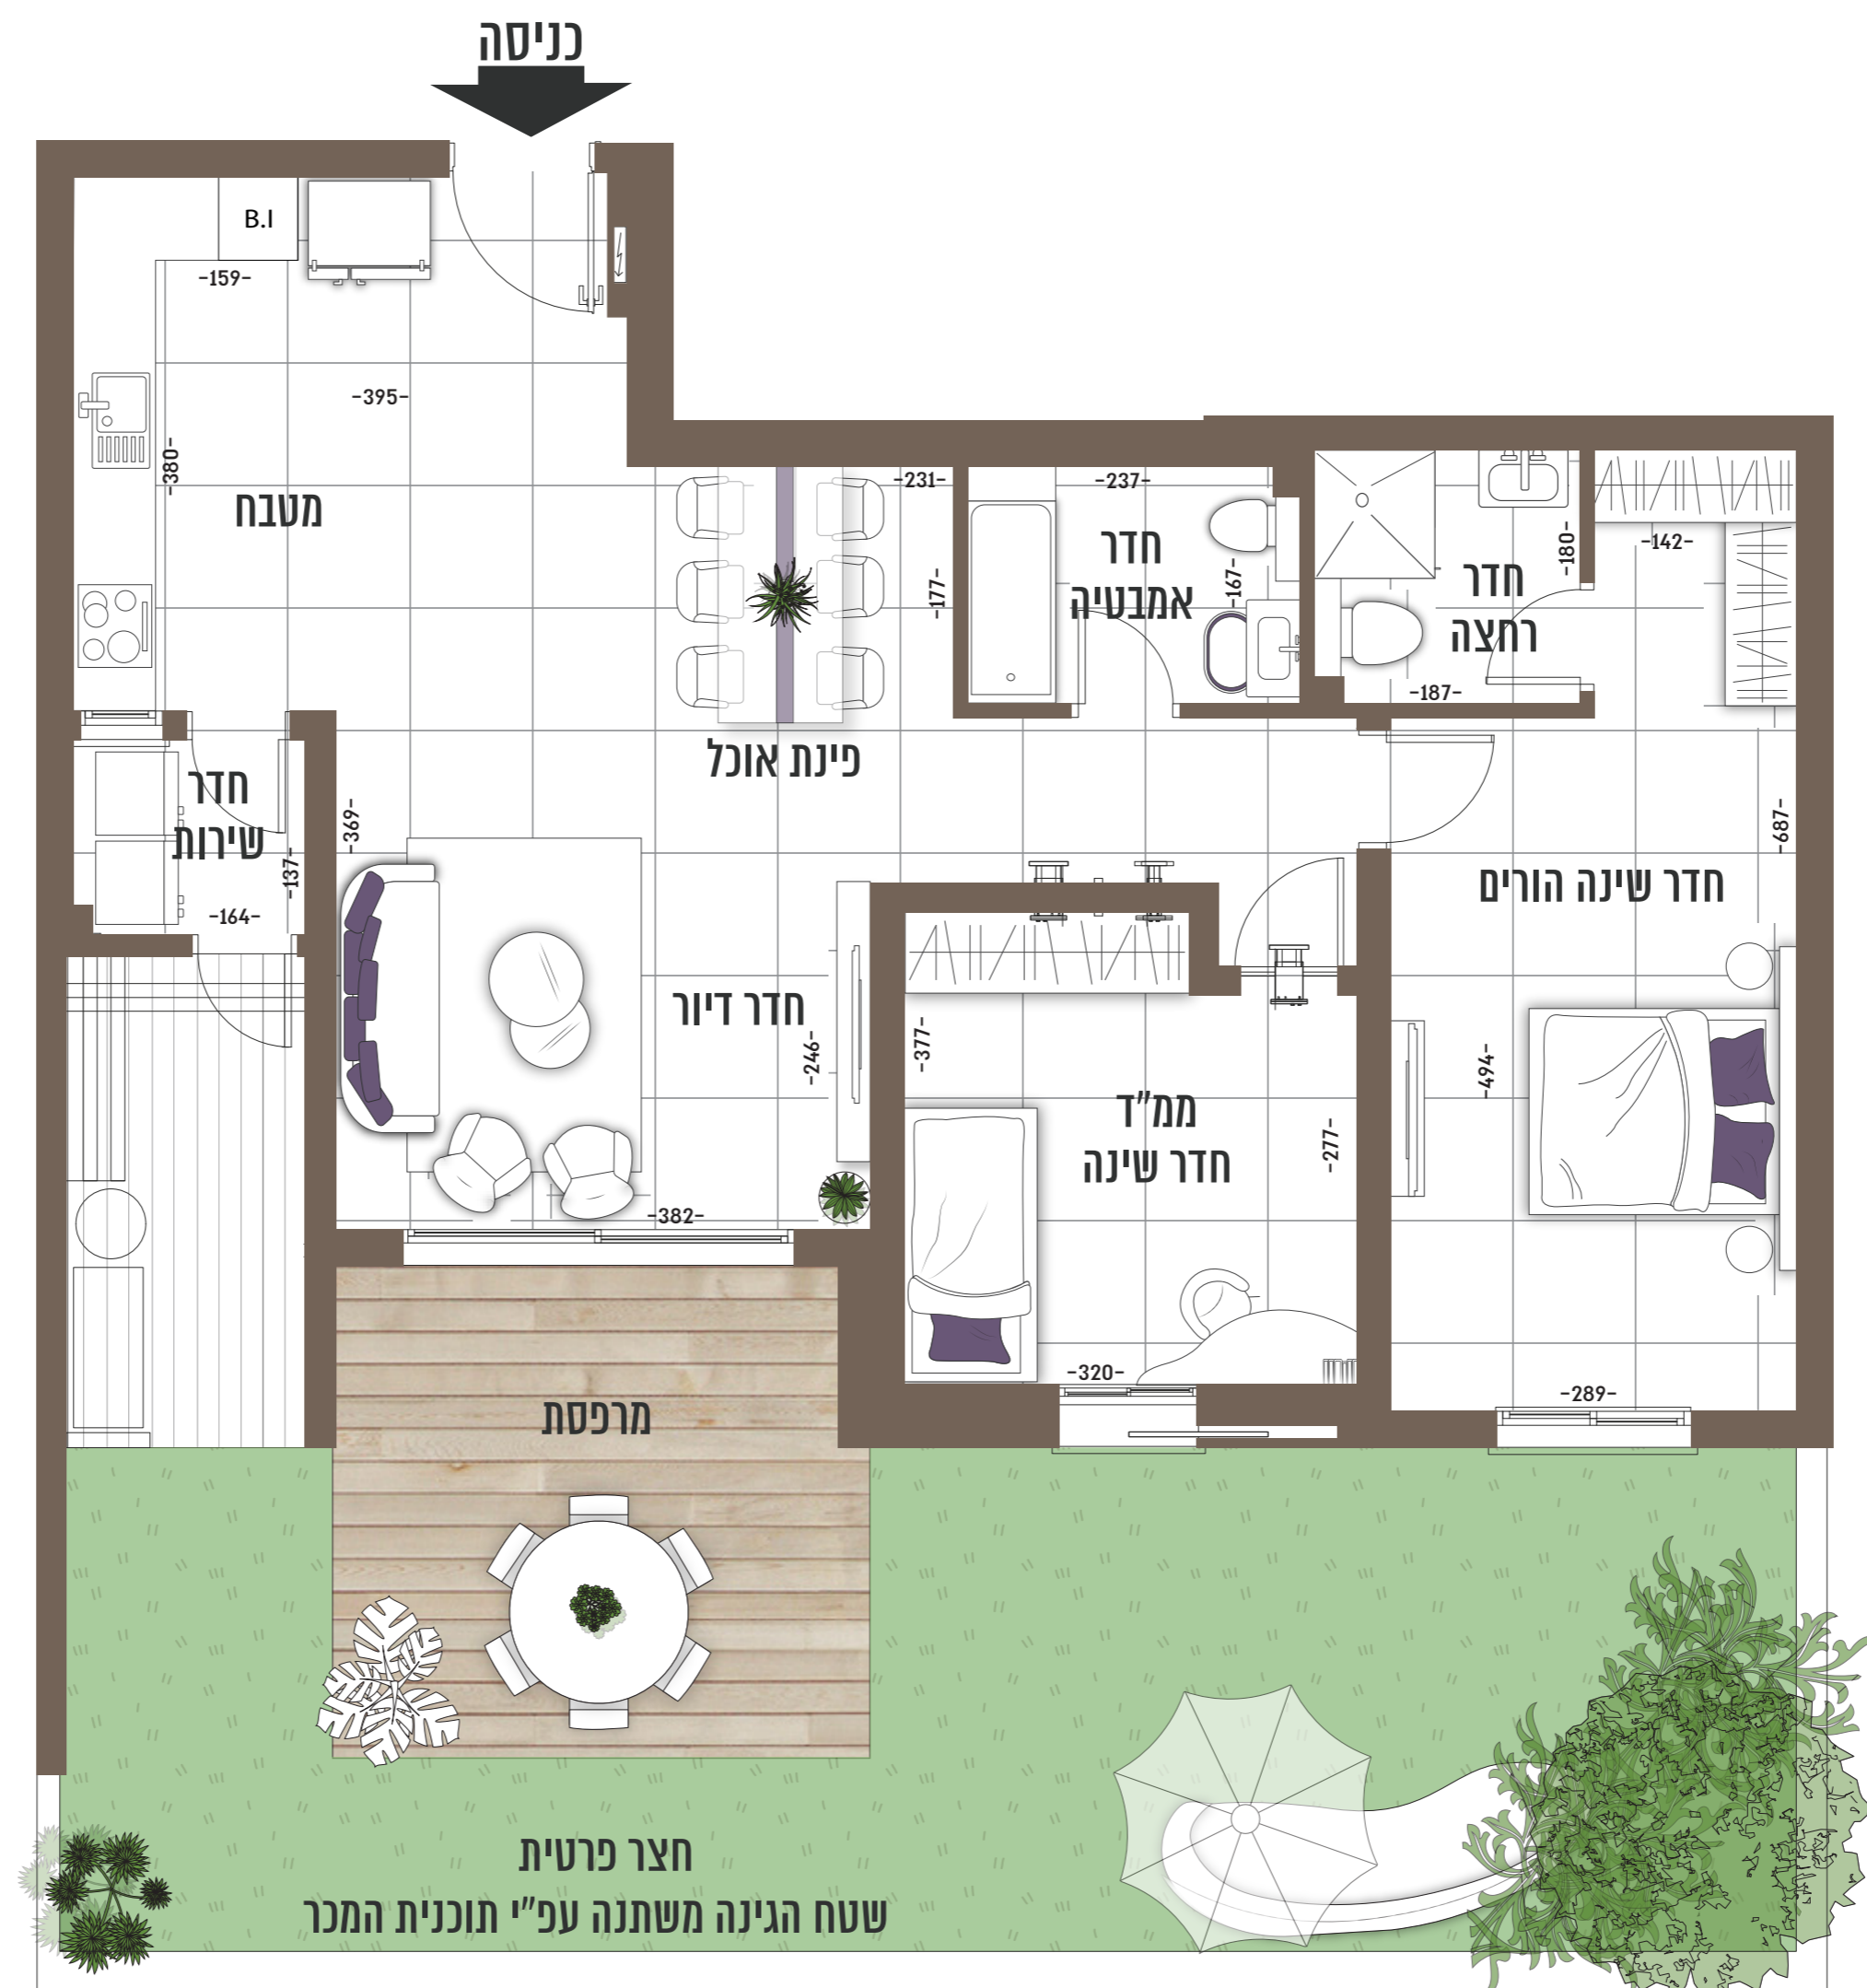 כניסה
B.I
-159-
-395-
-380-
מטבח
-231-
-237-
חדר
אמבטיה
-177-
-167-
-180-
-142-
חדר
רחצה
-187-
פינת אוכל
חדר
שירות
-137-
-164-
-369-
-687-
חדר שינה הורים
חדר דיור
-246-
-377-
-494-
ממ"ד
חדר שינה
-277-
-382-
-320-
-289-
מרפסת
חצר פרטית
שטח הגינה משתנה עפ"י תוכנית המכר